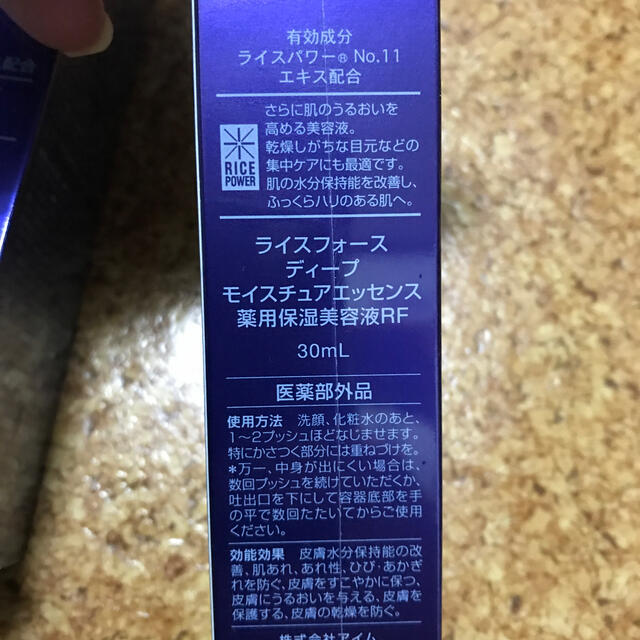 有効成分
ライスパワー® No.11
エキス配合
RICE
POWER
さらに肌のうるおいを
高める美容液。
乾燥しがちな目元などの
集中ケアにも最適です。
肌の水分保持能を改善し、
ふっくらハリのある肌へ。
ライスフォース
ディープ
モイスチュアエッセンス
薬用保湿美容液RF
30mL
医薬部外品
使用方法 洗顔、化粧水のあと、
1〜2プッシュほどなじませます。
特にかさつく部分には重ねづけを。
*万一、中身が出にくい場合は、
数回プッシュを続けていただくか、
吐出口を下にして容器底部を手
の平で数回たたいてからご使用
ください。
効能効果 皮膚水分保持能の改
善、肌あれ、あれ性、ひび・あかぎ
れを防ぐ、皮膚をすこやかに保つ、
皮膚にうるおいを与える、皮膚を
保護する、皮膚の乾燥を防ぐ。
株式会社アイム
配合